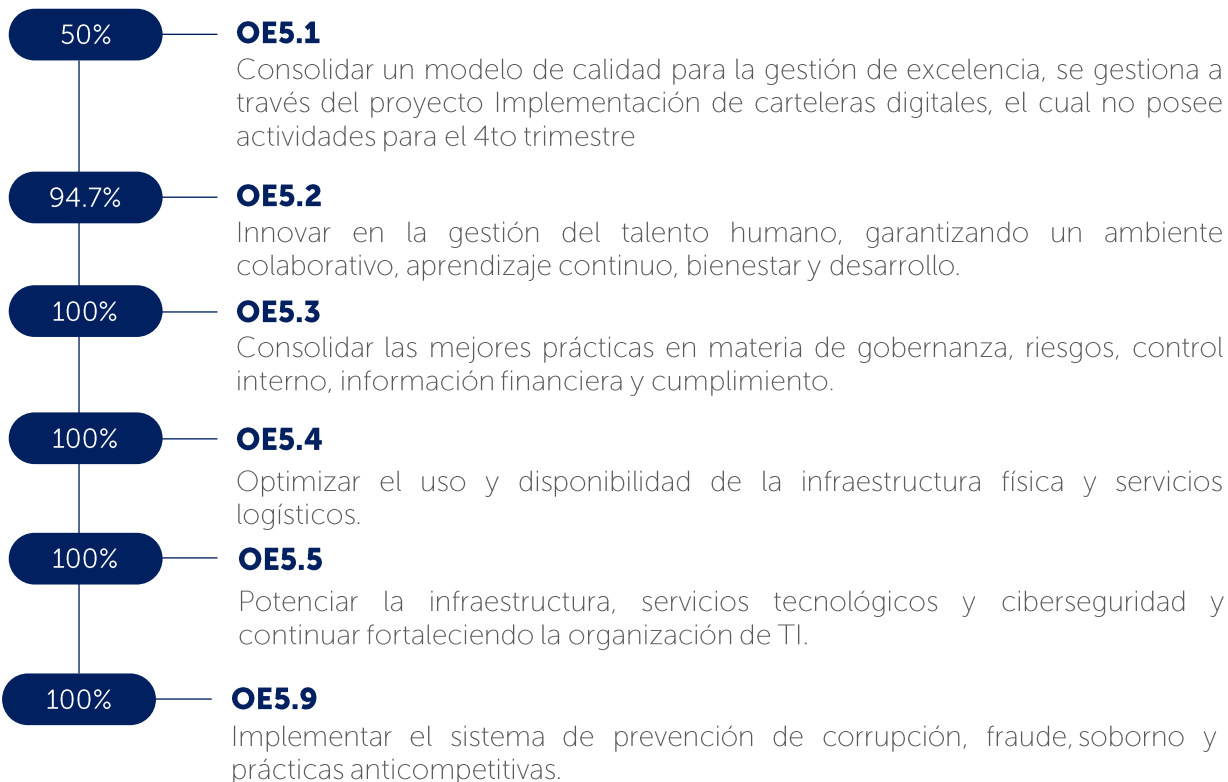 50%
OE5.1
Consolidar un modelo de calidad para la gestión de excelencia, se gestiona a
través del proyecto Implementación de carteleras digitales, el cual no posee
actividades para el 4to trimestre
94.7%
OE5.2
Innovar en la gestión del talento humano, garantizando un ambiente
colaborativo, aprendizaje continuo, bienestar y desarrollo.
100%
OE5.3
Consolidar las mejores prácticas en materia de gobernanza, riesgos, control
interno, información financiera y cumplimiento.
100%
OE5.4
Optimizar el uso y disponibilidad de la infraestructura física y servicios
logísticos.
100%
OE5.5
Potenciar la infraestructura, servicios tecnológicos y ciberseguridad y
continuar fortaleciendo la organización de TI.
100%
OE5.9
Implementar el sistema de prevención de corrupción, fraude, soborno y
prácticas anticompetitivas.